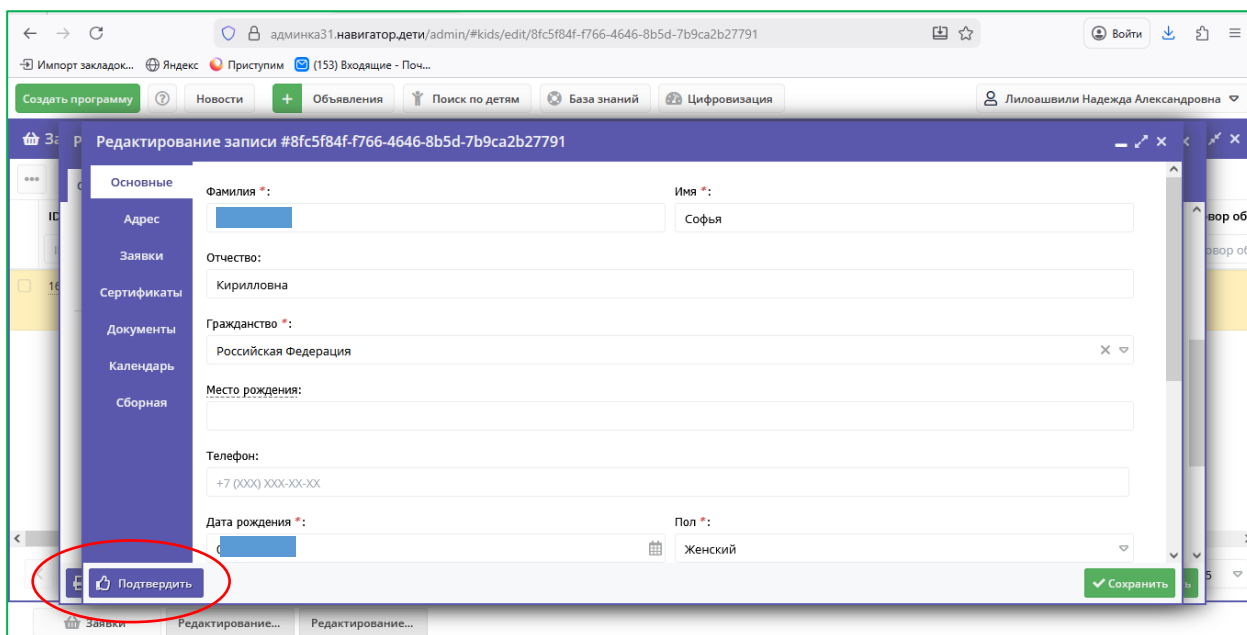 админка31.навигатор.дети/admin/#kids/edit/8fc5f84f-f766-4646-8b5d-7b9ca2b27791
Войти
Импорт закладок... Яндекс Приступим (153) Входящие - Поч...
Создать программу ? Новости + Объявления Поиск по детям База знаний Цифровизация Лилоашвили Надежда Александровна
Редактирование записи #8fc5f84f-f766-4646-8b5d-7b9ca2b27791
Основные
Адрес
Заявки
Сертификаты
Документы
Календарь
Сборная
Фамилия *:
Имя *:
Софья
Отчество:
Кирилловна
Гражданство *:
Российская Федерация
Место рождения:
Телефон:
+7 (XXX) XXX-XX-XX
Дата рождения *:
Пол *:
Женский
Подтвердить
Сохранить
Заявки Редактирование... Редактирование...